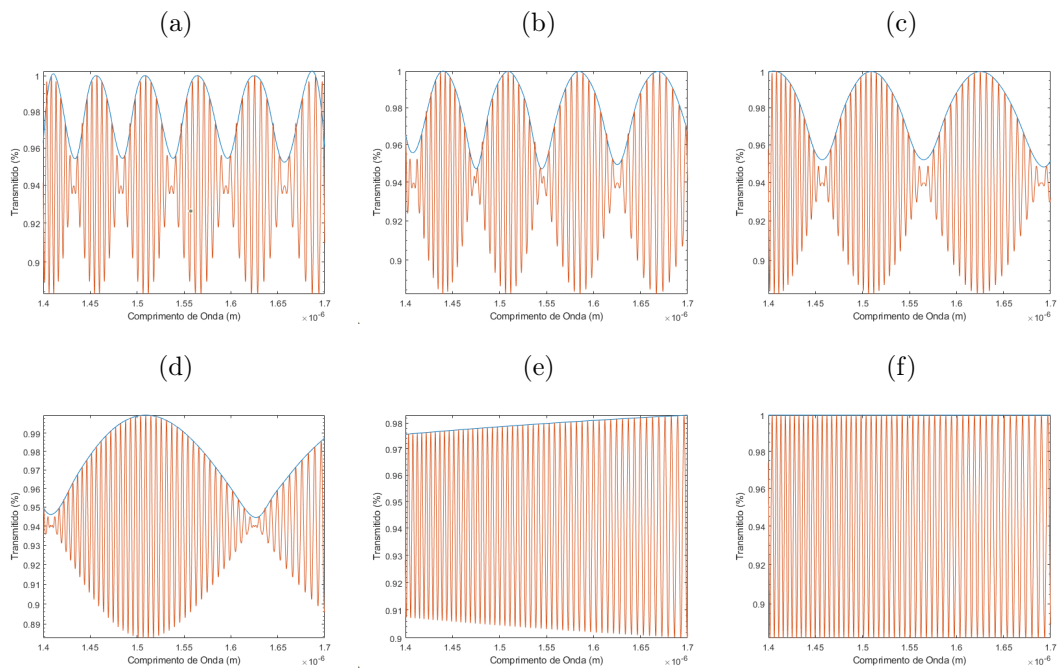 (a)
(b)
(c)
1
0.98
0.96
0.94
0.92
0.9
Transmitido (%)
1.4 1.45 1.5 1.55 1.6 1.65 1.7
Comprimento de Onda (m)
×10⁻⁶
1
0.98
0.96
0.94
0.92
0.9
Transmitido (%)
1.4 1.45 1.5 1.55 1.6 1.65 1.7
Comprimento de Onda (m)
×10⁻⁶
1
0.98
0.96
0.94
0.92
0.9
Transmitido (%)
1.4 1.45 1.5 1.55 1.6 1.65 1.7
Comprimento de Onda (m)
×10⁻⁶
(d)
(e)
(f)
0.99
0.98
0.97
0.96
0.95
0.94
0.93
0.92
0.91
0.9
0.89
Transmitido (%)
1.4 1.45 1.5 1.55 1.6 1.65 1.7
Comprimento de Onda (m)
×10⁻⁶
0.98
0.97
0.96
0.95
0.94
0.93
0.92
0.91
0.9
Transmitido (%)
1.4 1.45 1.5 1.55 1.6 1.65 1.7
Comprimento de Onda (m)
×10⁻⁶
1
0.98
0.96
0.94
0.92
0.9
Transmitido (%)
1.4 1.45 1.5 1.55 1.6 1.65 1.7
Comprimento de Onda (m)
×10⁻⁶